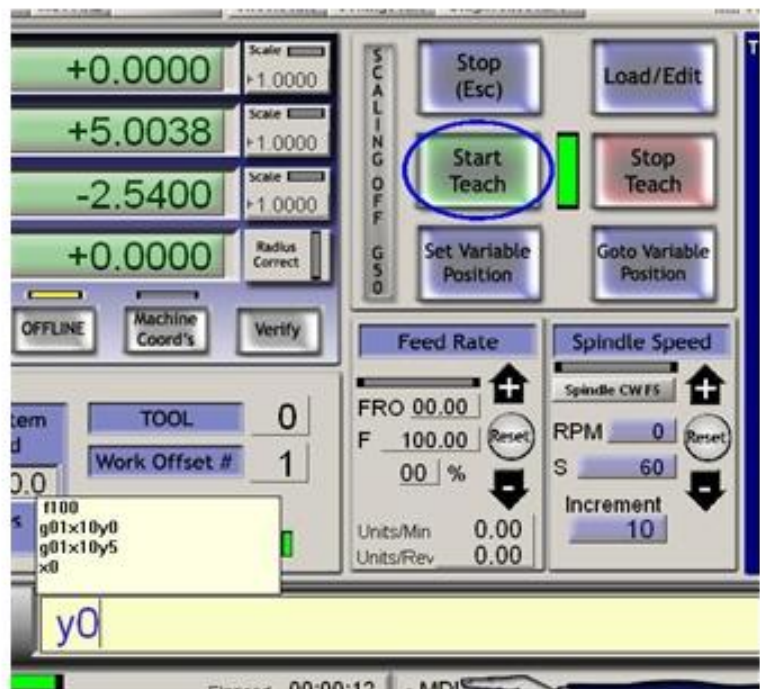 +0.0000
Scale
+1.0000
+5.0038
Scale
+1.0000
-2.5400
Scale
+1.0000
+0.0000
Radius
Correct
OFFLINE
Machine
Coord's
Verify
SCALING OFF G50
Stop
(Esc)
Load/Edit
Start
Teach
Stop
Teach
Set Variable
Position
Goto Variable
Position
Feed Rate
FRO 00.00
F 100.00
Reset
00 %
Units/Min 0.00
Units/Rev 0.00
Spindle Speed
Spindle CW F5
RPM 0
Reset
S 60
Increment
10
TOOL 0
Work Offset # 1
0.0
f100
g01x10y0
g01x10y5
x0
y0